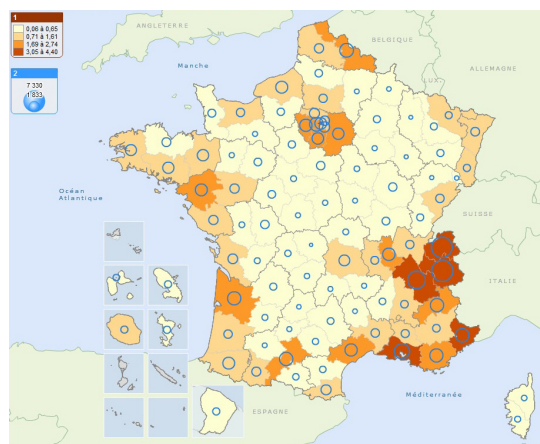 1
0,06 à 0,65
0,71 à 1,61
1,69 à 2,74
3,05 à 4,40
2
7 330
1 833
ANGLETERRE
BELGIQUE
Manche
LUX.
ALLEMAGNE
Océan
Atlantique
SUISSE
ITALIE
Méditerranée
ESPAGNE